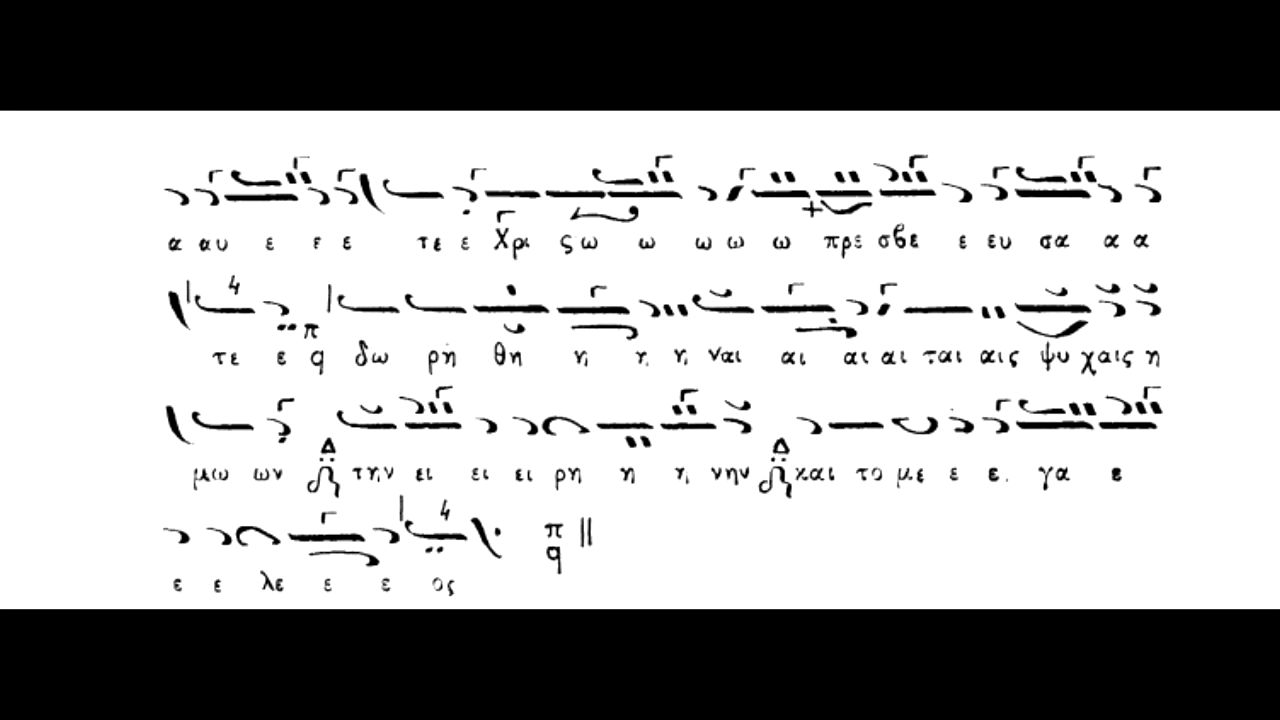 α αυ ε ε ε τε ε Χρι ςω ω ω ω ω πρε σβε ε ευ σα α α
τε ε δω ρη θη η η η ναι αι αι αι ται αις ψυ χαις η
μω ων την ει ει ει ρη η η νην και το με ε ε. γα ε
ε ε λε ε ε ος